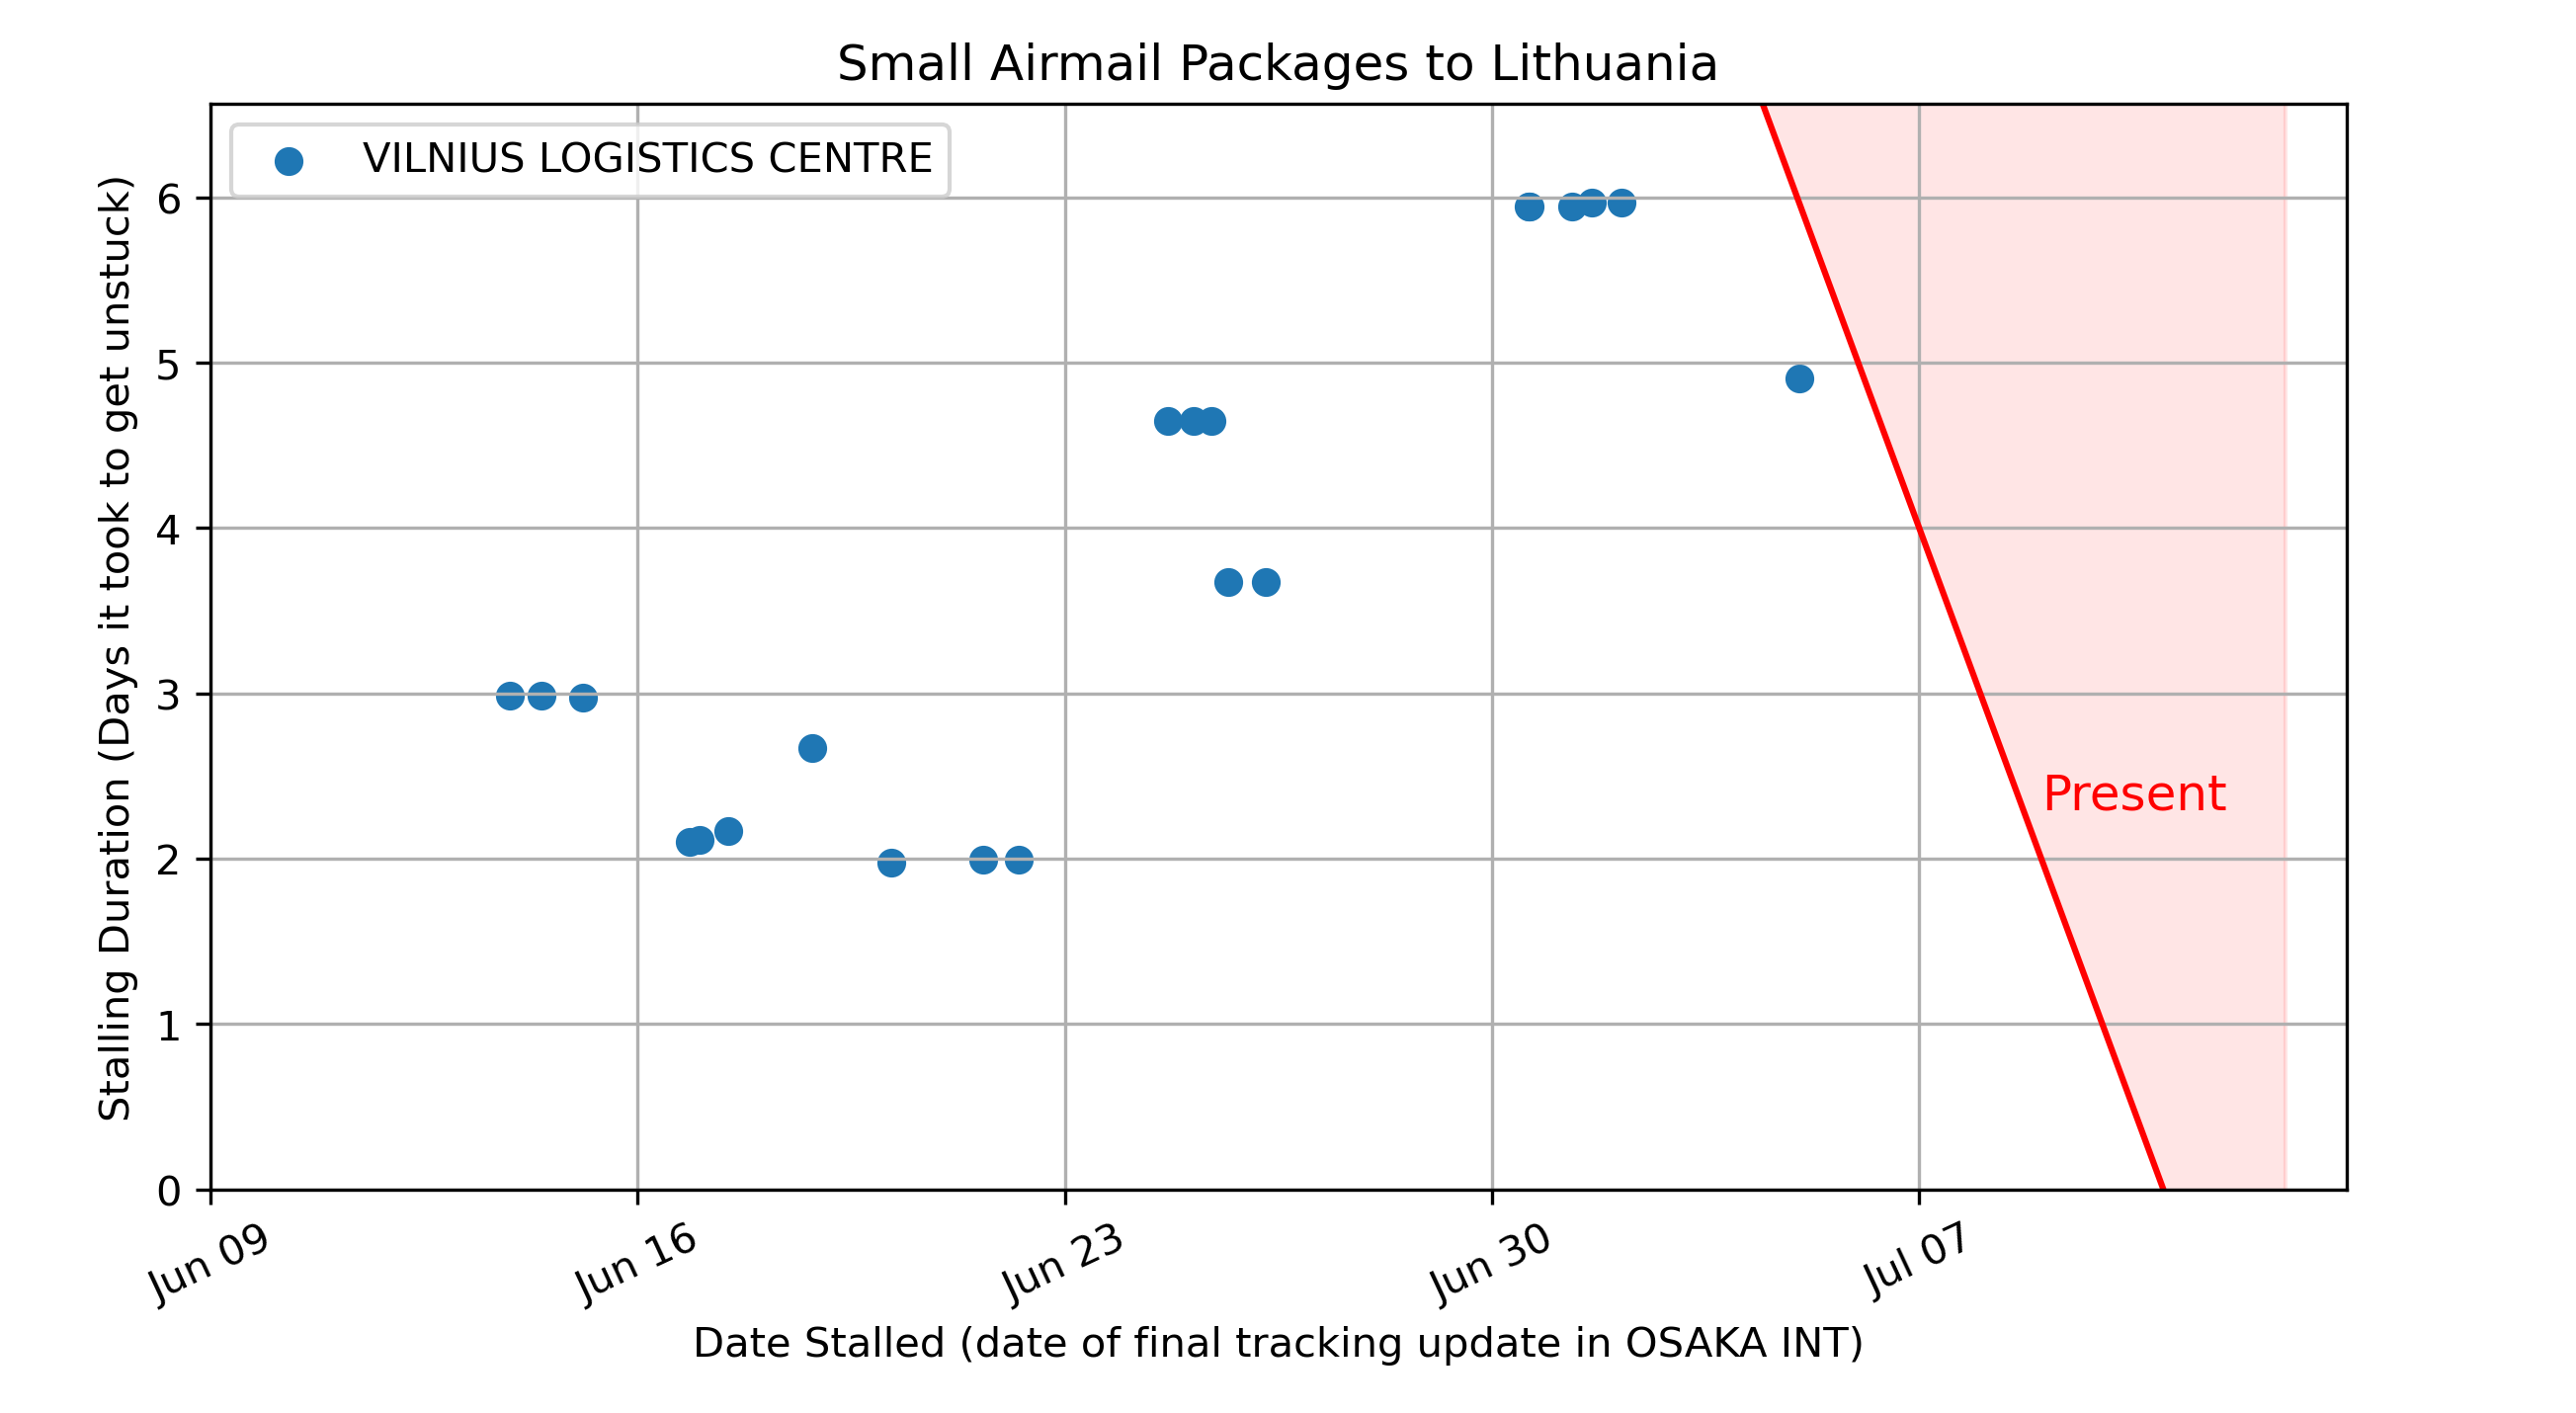 Small Airmail Packages to Lithuania
VILNIUS LOGISTICS CENTRE
Stalling Duration (Days it took to get unstuck)
6
5
4
3
2
1
0
Present
Jun 09
Jun 16
Jun 23
Jun 30
Jul 07
Date Stalled (date of final tracking update in OSAKA INT)